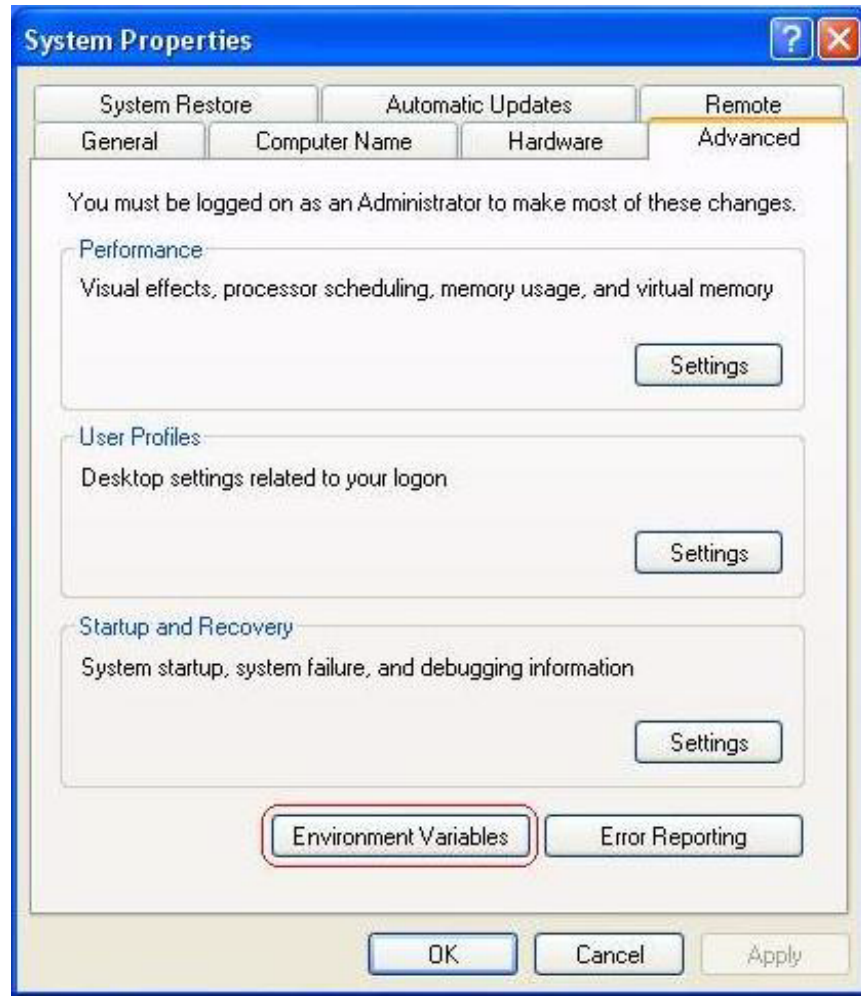 System Properties
System Restore Automatic Updates Remote
General Computer Name Hardware Advanced
You must be logged on as an Administrator to make most of these changes.
Performance
Visual effects, processor scheduling, memory usage, and virtual memory
Settings
User Profiles
Desktop settings related to your logon
Settings
Startup and Recovery
System startup, system failure, and debugging information
Settings
Environment Variables Error Reporting
OK Cancel Apply